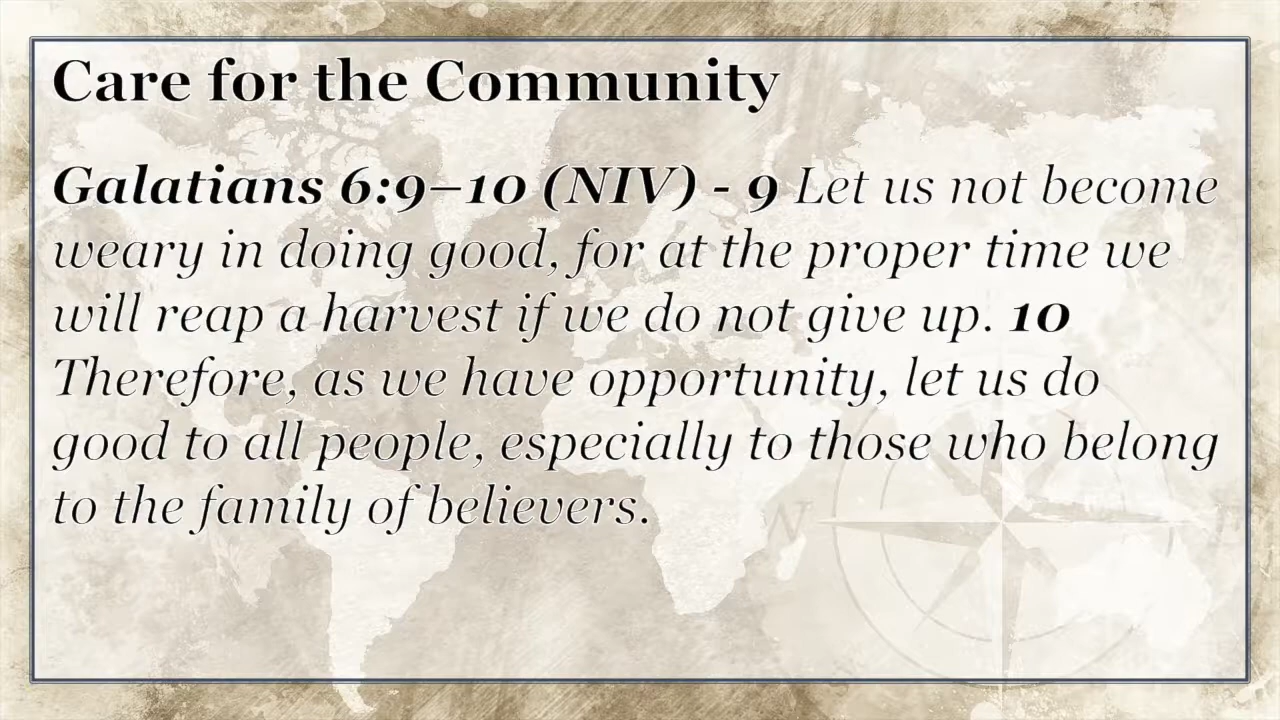 Care for the Community
Galatians 6:9–10 (NIV) - 9 Let us not become
weary in doing good, for at the proper time we
will reap a harvest if we do not give up. 10
Therefore, as we have opportunity, let us do
good to all people, especially to those who belong
to the family of believers.
N